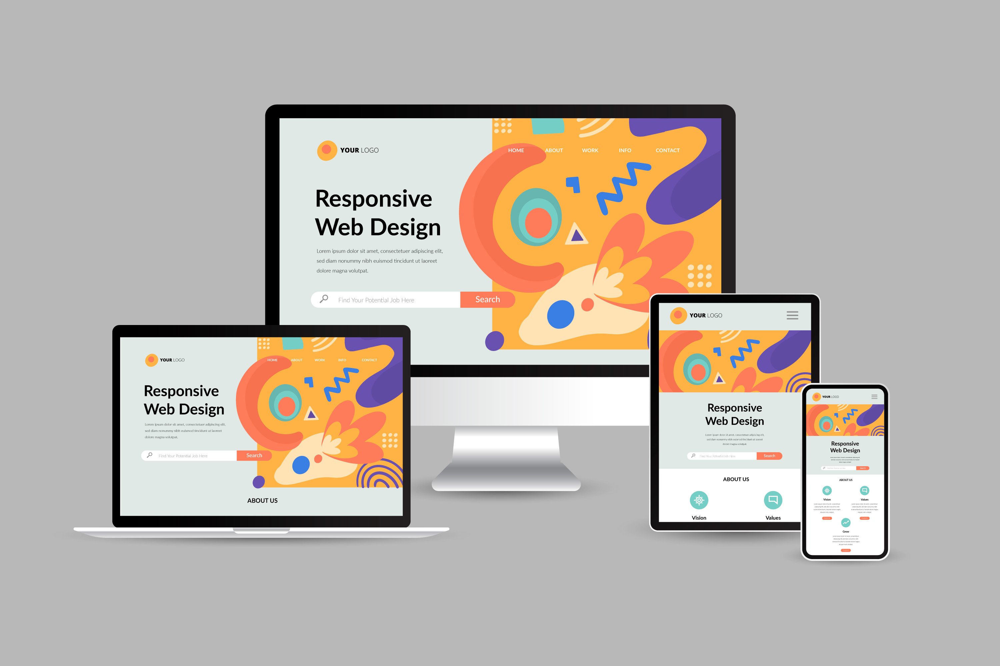 YOUR LOGO
HOME ABOUT WORK INFO CONTACT
Responsive
Web Design
Lorem ipsum dolor sit amet, consectetuer adipiscing elit,
sed diam nonummy nibh euismod tincidunt ut laoreet
dolore magna volutpat.
Find Your Potential Job Here
Search
YOUR LOGO
HOME ABOUT WORK INFO CONTACT
Responsive
Web Design
Lorem ipsum dolor sit amet, consectetuer adipiscing elit,
sed diam nonummy nibh euismod tincidunt ut laoreet
dolore magna volutpat.
Find Your Potential Job Here
Search
ABOUT US
YOUR LOGO
Responsive
Web Design
Lorem ipsum dolor sit amet, consectetuer adipiscing elit,
sed diam nonummy nibh euismod tincidunt ut laoreet
dolore magna volutpat.
Find Your Potential Job Here
Search
ABOUT US
Vision
Values
YOUR LOGO
Responsive
Web Design
Search
ABOUT US
Vision
Values
Grow